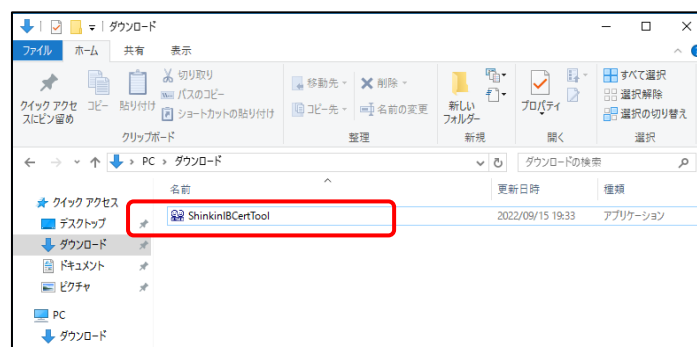 ダウンロード
ファイル ホーム 共有 表示
クイック アクセスにピン留め
コピー
貼り付け
切り取り
パスのコピー
ショートカットの貼り付け
クリップボード
移動先
コピー先
削除
名前の変更
整理
新しいフォルダー
新規
プロパティ
開く
すべて選択
選択解除
選択の切り替え
選択
PC › ダウンロード
ダウンロードの検索
名前 更新日時 種類
ShinkinIBCertTool 2022/09/15 19:33 アプリケーション
クイック アクセス
デスクトップ
ダウンロード
ドキュメント
ピクチャ
PC
ダウンロード